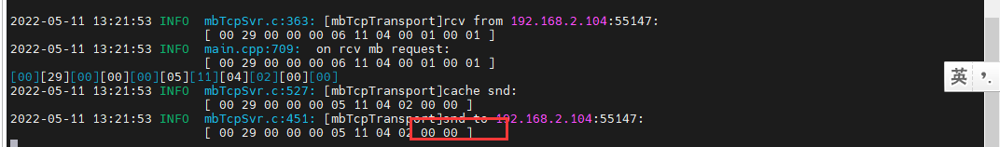 2022-05-11 13:21:53 INFO mbTcpSvr.c:363: [mbTcpTransport]rcv from 192.168.2.104:55147:
[ 00 29 00 00 00 06 11 04 00 01 00 01 ]
2022-05-11 13:21:53 INFO main.cpp:709: on rcv mb request:
[ 00 29 00 00 00 06 11 04 00 01 00 01 ]
[00][29][00][00][00][05][11][04][02][00][00]
2022-05-11 13:21:53 INFO mbTcpSvr.c:527: [mbTcpTransport]cache snd:
[ 00 29 00 00 00 05 11 04 02 00 00 ]
2022-05-11 13:21:53 INFO mbTcpSvr.c:451: [mbTcpTransport]snd to 192.168.2.104:55147:
[ 00 29 00 00 00 05 11 04 02 00 00 ]
英